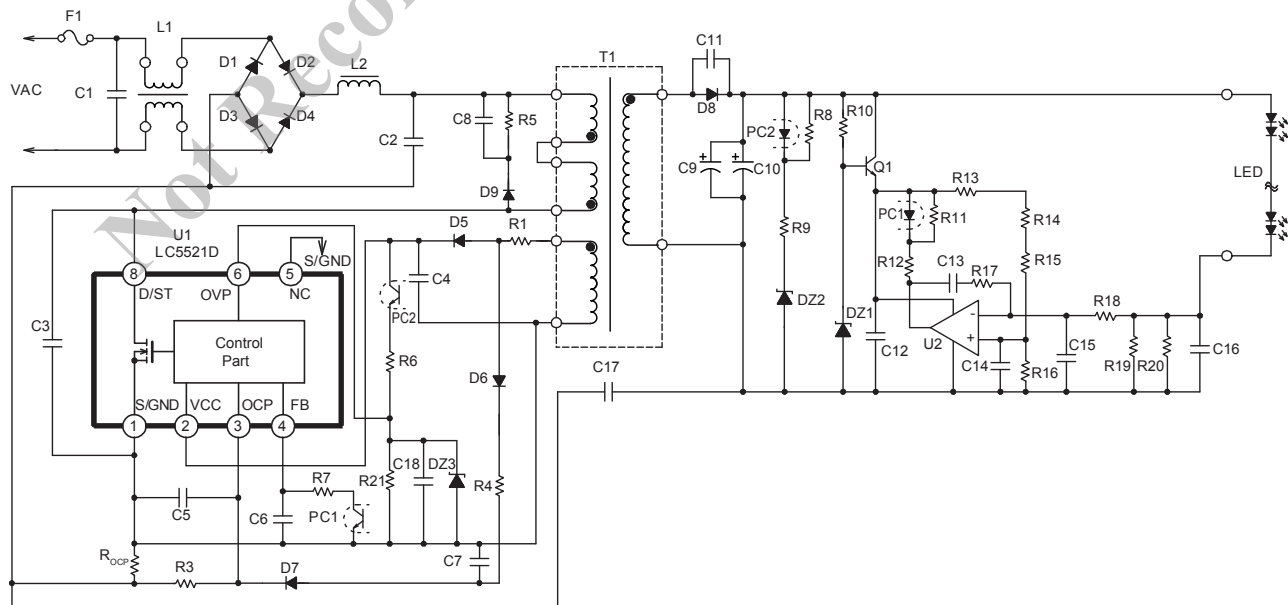 F1
L1
T1
C11
D1
D2
L2
VAC
C1
D3
D4
C2
C8
R5
D9
D8
PC2
R8
R10
C9
C10
Q1
R13
LED
PC1
R11
R14
R9
R12
C13
R17
R15
DZ2
DZ1
R18
U2
-
+
C12
C14
R16
C15
R19
R20
C16
Not Recom
U1
LC5521D
S/GND
8
6
5
D/ST
OVP
NC
D5
R1
C4
PC2
C3
Control
Part
R6
D6
C17
S/GND
VCC
OCP
FB
1
2
3
4
R21
C18
DZ3
R4
R7
C5
C6
PC1
ROCP
R3
D7
C7